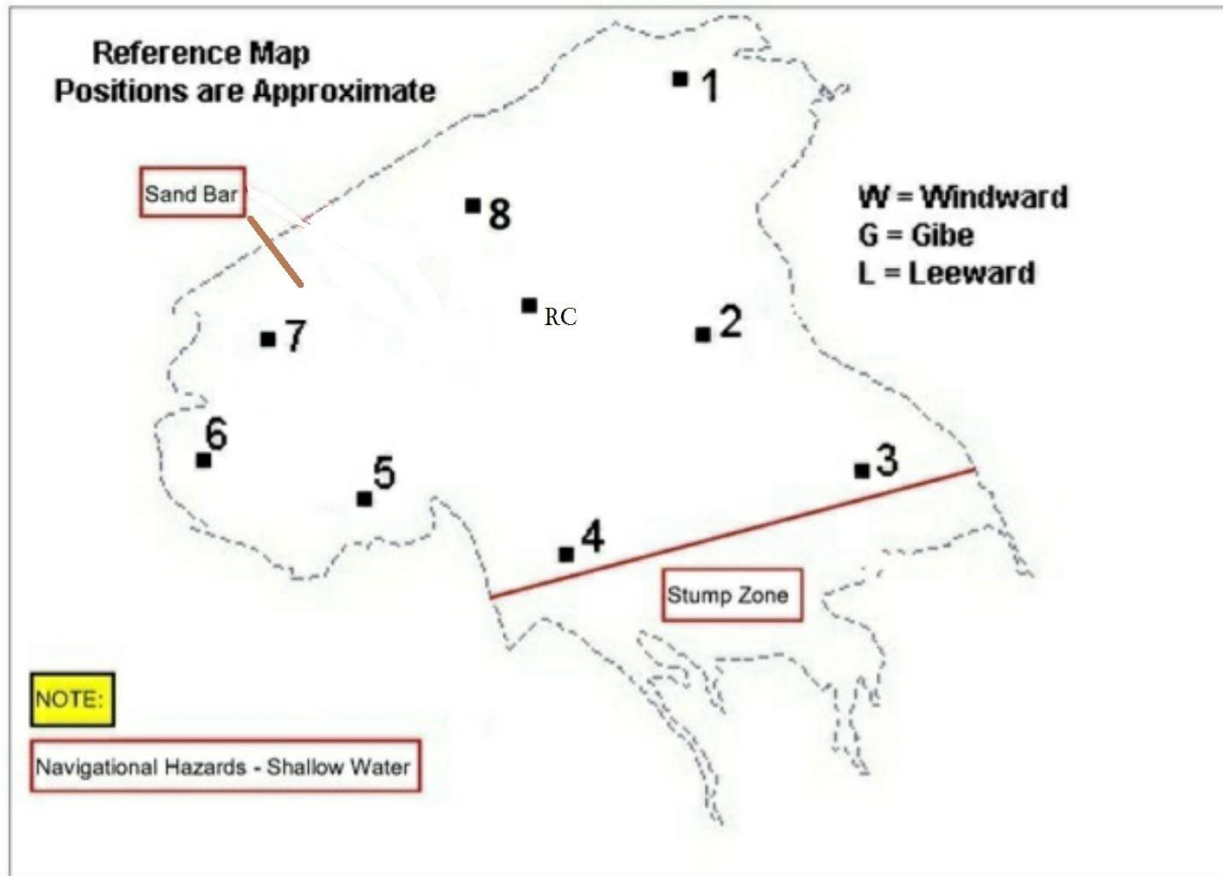 Reference Map
Positions are Approximate
1
Sand Bar
W = Windward
G = Gibe
L = Leeward
8
RC
2
7
6
5
3
4
Stump Zone
NOTE:
Navigational Hazards - Shallow Water